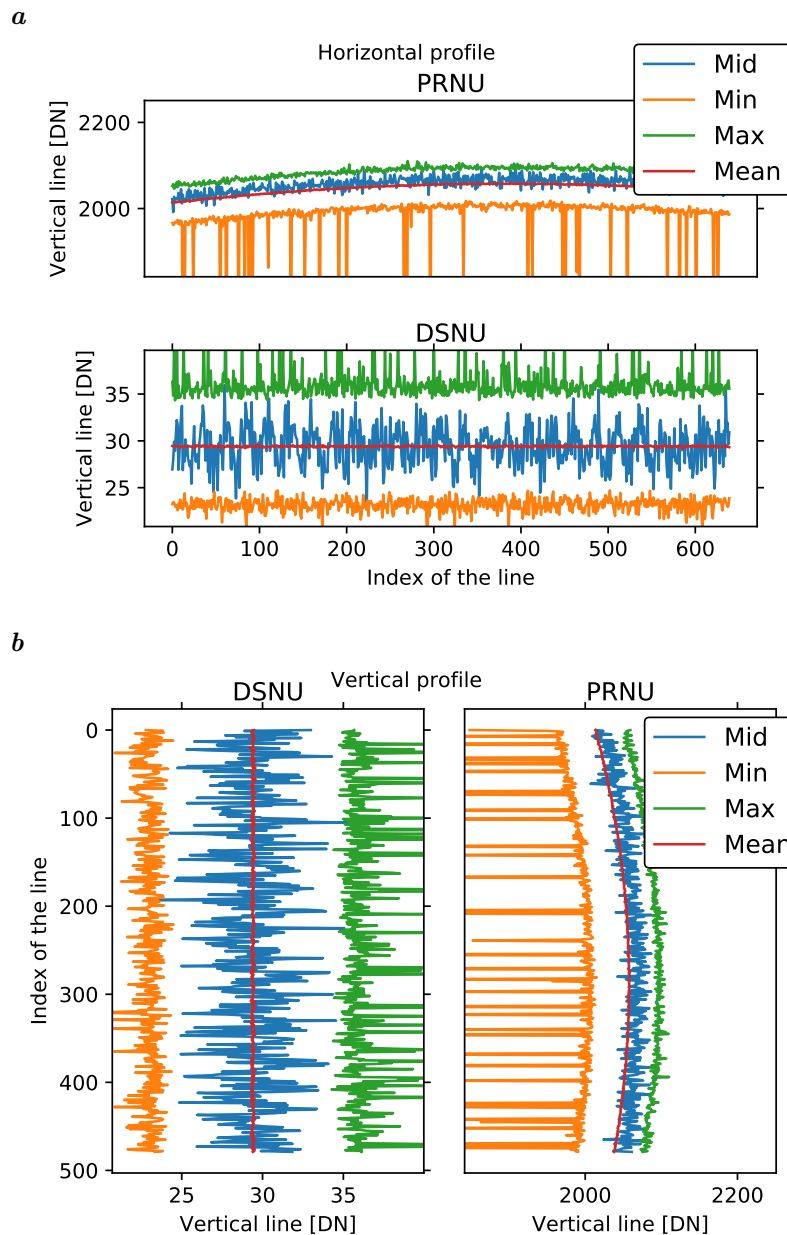 a
Horizontal profile
PRNU
Mid
Min
Max
Mean
Vertical line [DN]
2200
2000
DSNU
Vertical line [DN]
35
30
25
0 100 200 300 400 500 600
Index of the line
b
Vertical profile
DSNU PRNU
Mid
Min
Max
Mean
Index of the line
0
100
200
300
400
500
25 30 35 2000 2200
Vertical line [DN] Vertical line [DN]